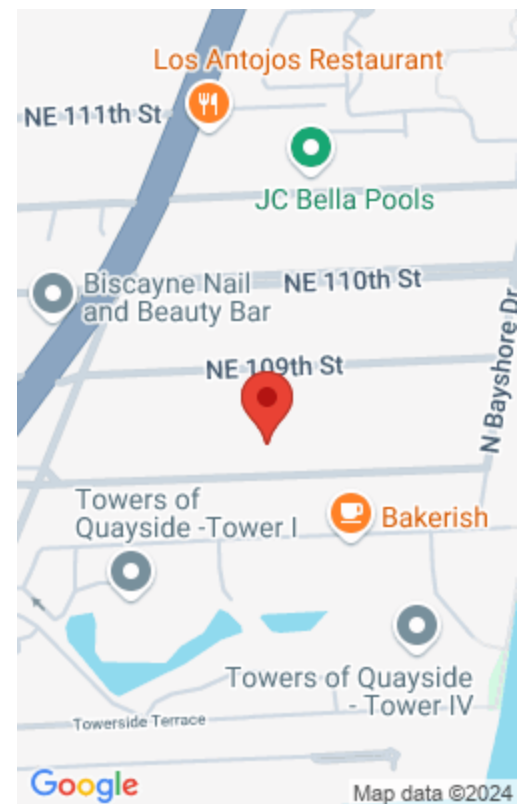 Los Antojos Restaurant
NE 111th St
JC Bella Pools
Biscayne Nail
and Beauty Bar
NE 110th St
N Bayshore Dr
NE 109th St
Towers of
Quayside -Tower I
Bakerish
Towers of Quayside
- Tower IV
Towerside Terrace
Google
Map data ©2024